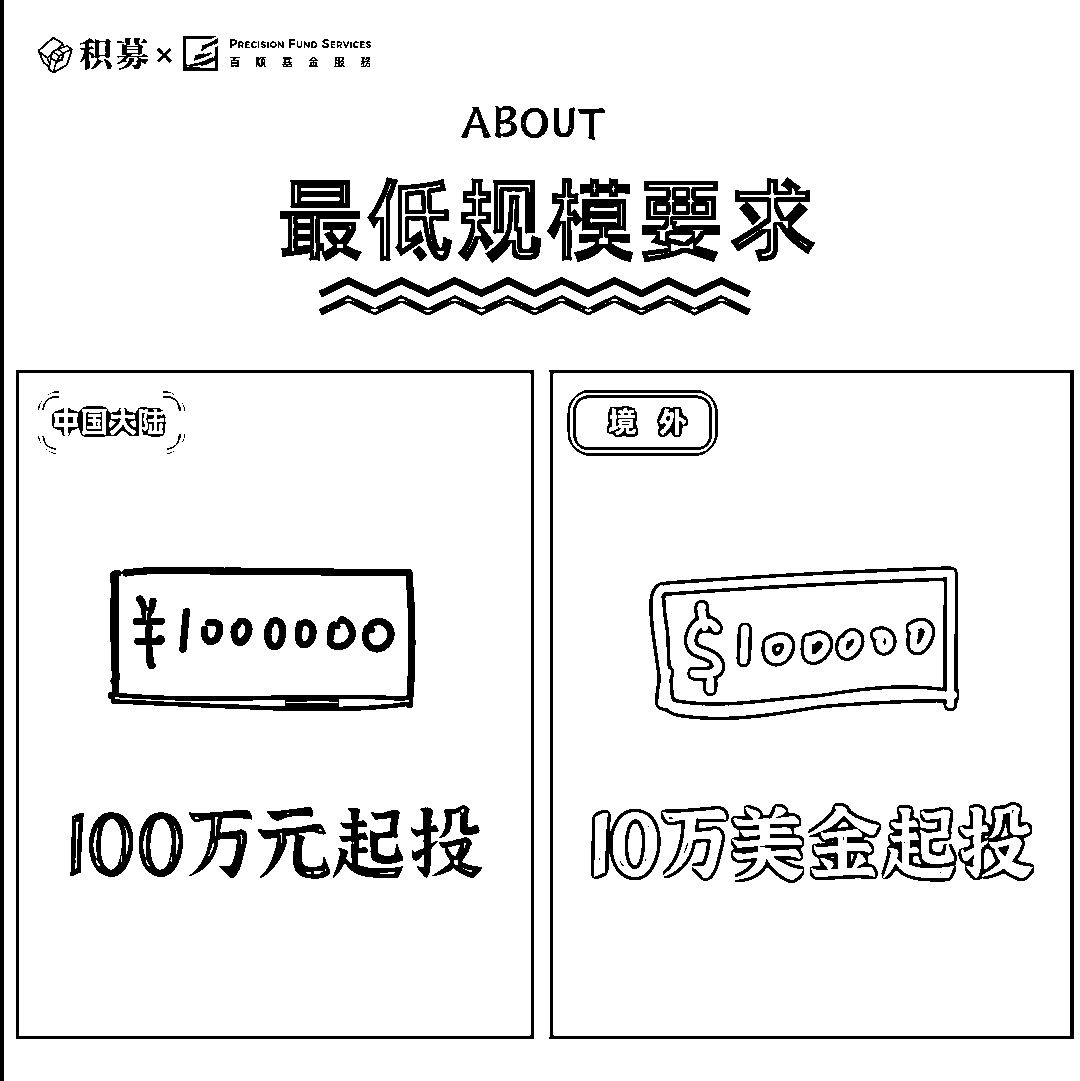 积募 × PRECISION FUND SERVICES
百順基金服務
ABOUT
最低规模要求
中国大陆
境外
¥1000000
$100000
100万元起投
10万美金起投